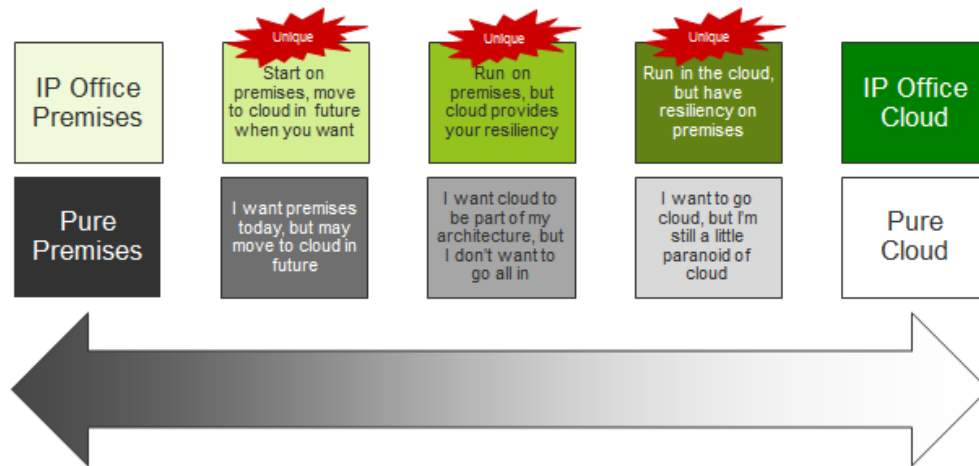 Unique
Unique
Unique
IP Office
Premises
Start on
premises, move
to cloud in future
when you want
Run on
premises, but
cloud provides
your resiliency
Run in the cloud,
but have
resiliency on
premises
IP Office
Cloud
Pure
Premises
I want premises
today, but may
move to cloud in
future
I want cloud to
be part of my
architecture, but
I don't want to
go all in
I want to go
cloud, but I'm
still a little
paranoid of
cloud
Pure
Cloud